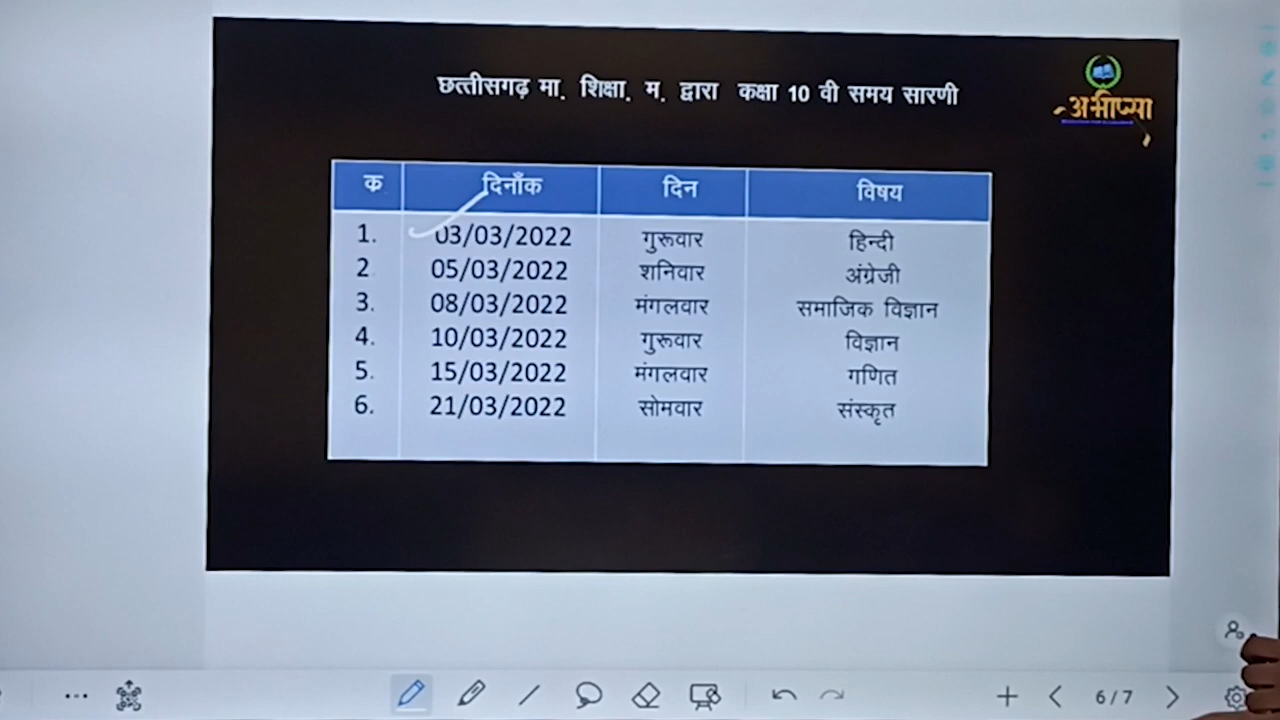 छत्तीसगढ़ मा. शिक्षा. म. द्वारा कक्षा 10 वी समय सारणी
अभीप्सा
क दिनाँक दिन विषय
1. 03/03/2022 गुरूवार हिन्दी
2. 05/03/2022 शनिवार अंग्रेजी
3. 08/03/2022 मंगलवार समाजिक विज्ञान
4. 10/03/2022 गुरूवार विज्ञान
5. 15/03/2022 मंगलवार गणित
6. 21/03/2022 सोमवार संस्कृत
6/7